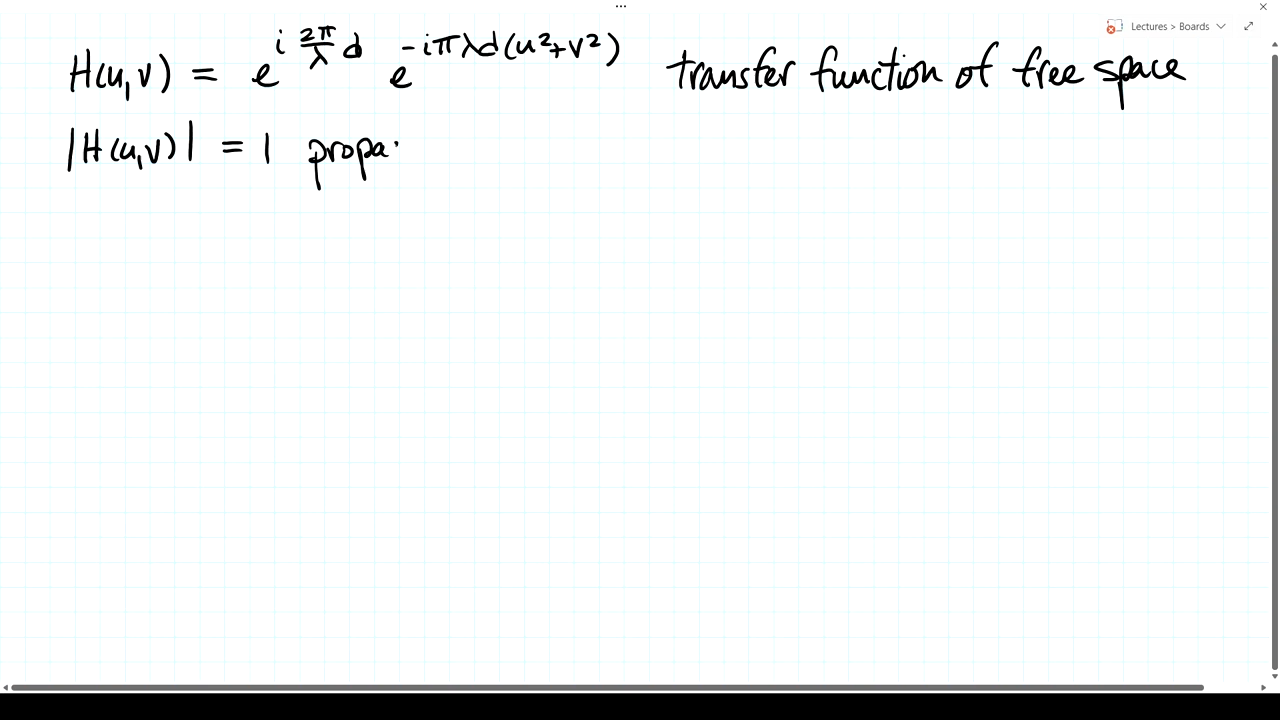 Lectures > Boards
H(u,v) = e^{i 2π/λ d} e^{-iπλd(u²+v²)} transfer function of free space
|H(u,v)| = 1 propa